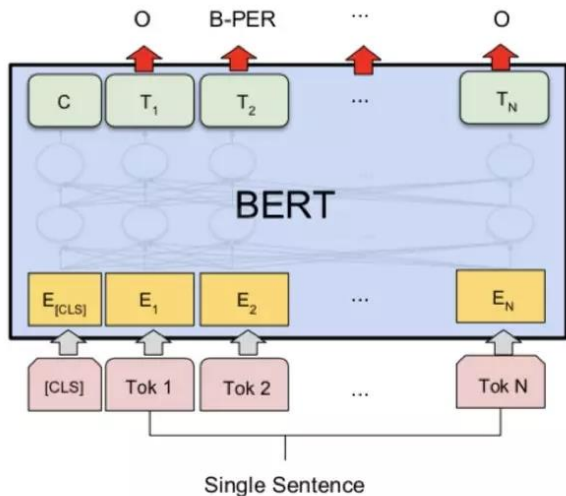 O B-PER ... O
C T1 T2 ... TN
BERT
E[CLS] E1 E2 ... EN
[CLS] Tok 1 Tok 2 ... Tok N
Single Sentence